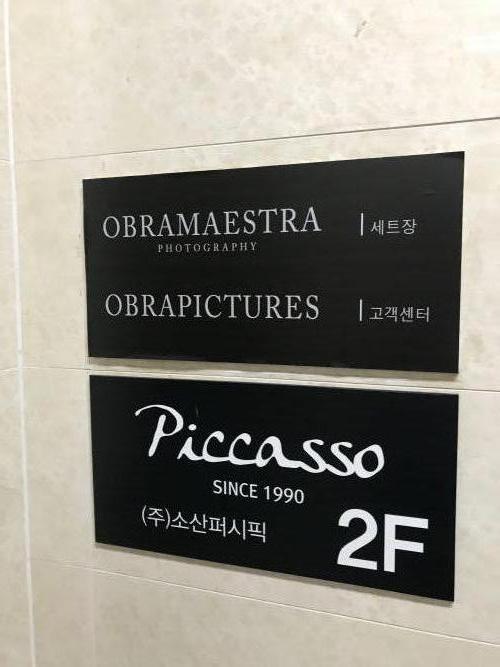 OBRAMAESTRA | 세트장
PHOTOGRAPHY
OBRAPICTURES | 고객센터
Piccasso
SINCE 1990
(주)소산퍼시픽
2F